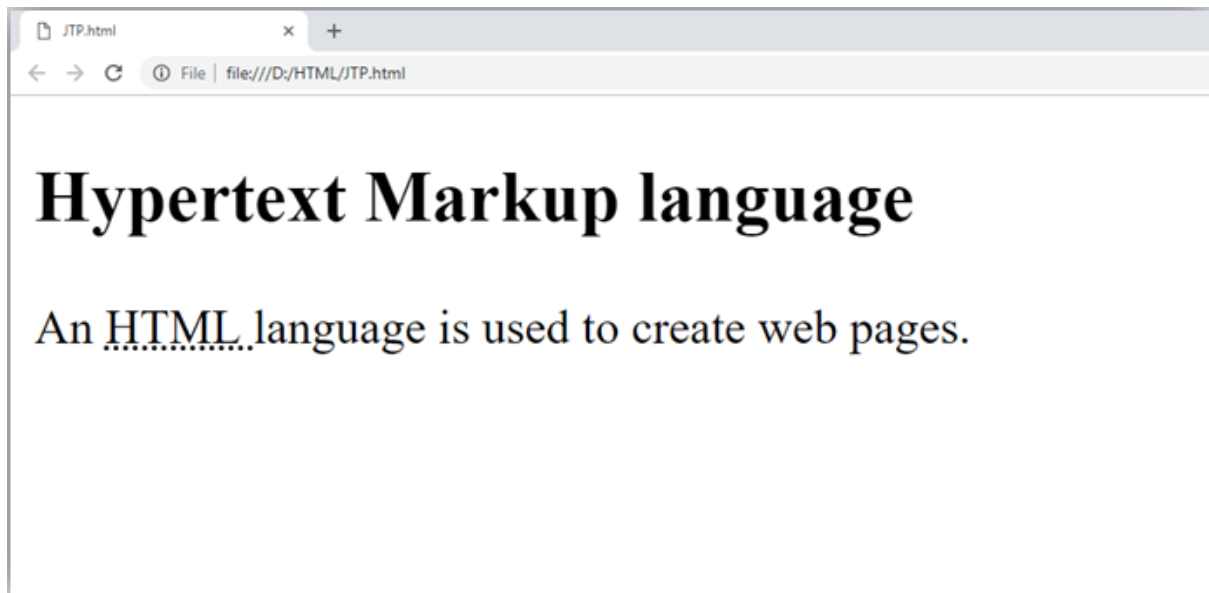 JTP.html
File file:///D:/HTML/JTP.html
Hypertext Markup language
An HTML language is used to create web pages.